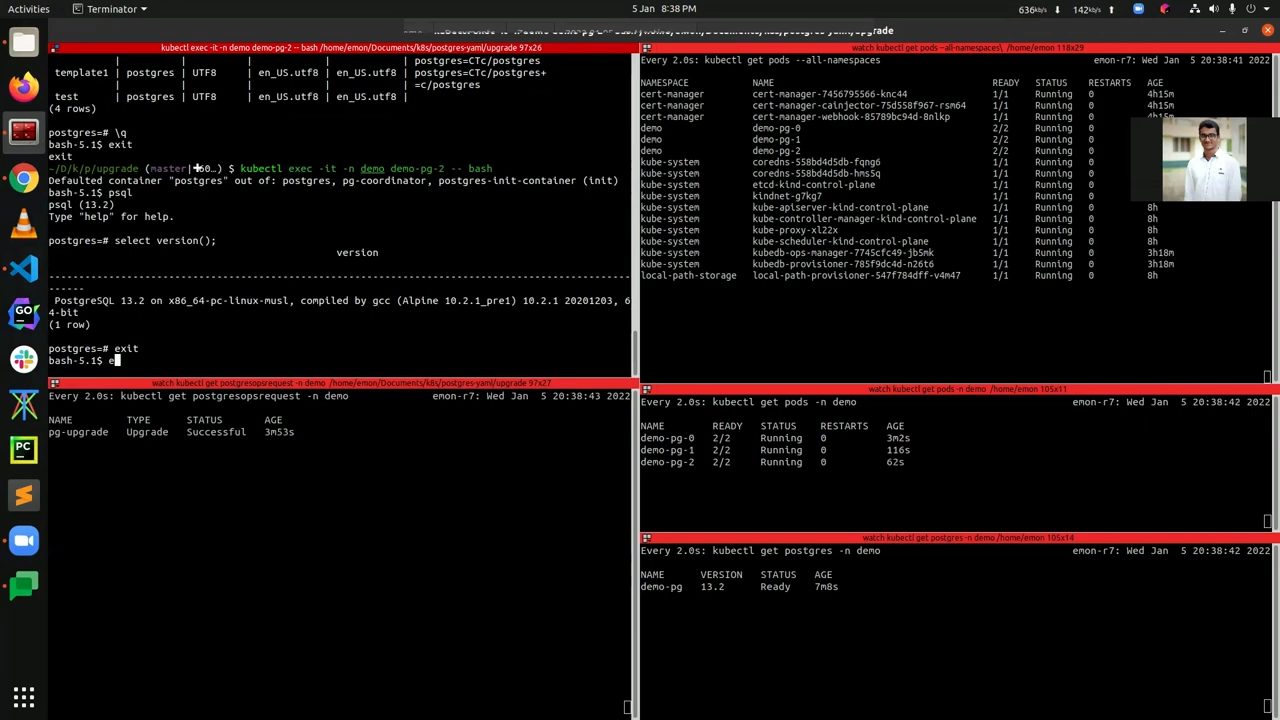 Activities
Terminator
5 Jan 8:38 PM
636kb/s
142kb/s
kubectl exec -it -n demo demo-pg-2 -- bash /home/emon/Documents/k8s/postgres-yaml/upgrade 97x26
| | | | postgres=CTc/postgres
template1 | postgres | UTF8 | en_US.utf8 | en_US.utf8 | postgres=CTc/postgres+
| | | | =c/postgres
test | postgres | UTF8 | en_US.utf8 | en_US.utf8 |
(4 rows)
postgres=# \q
bash-5.1$ exit
exit
~/D/k/p/upgrade (master|✚60…) $ kubectl exec -it -n demo demo-pg-2 -- bash
Defaulted container "postgres" out of: postgres, pg-coordinator, postgres-init-container (init)
bash-5.1$ psql
psql (13.2)
Type "help" for help.
postgres=# select version();
version
------
PostgreSQL 13.2 on x86_64-pc-linux-musl, compiled by gcc (Alpine 10.2.1_pre1) 10.2.1 20201203, 6
4-bit
(1 row)
postgres=# exit
bash-5.1$ e
watch kubectl get postgresopsrequest -n demo /home/emon/Documents/k8s/postgres-yaml/upgrade 97x27
Every 2.0s: kubectl get postgresopsrequest -n demo emon-r7: Wed Jan 5 20:38:43 2022
NAME TYPE STATUS AGE
pg-upgrade Upgrade Successful 3m53s
watch kubectl get pods --all-namespaces\ /home/emon 118x29
Every 2.0s: kubectl get pods --all-namespaces emon-r7: Wed Jan 5 20:38:41 2022
NAMESPACE NAME READY STATUS RESTARTS AGE
cert-manager cert-manager-7456795566-knc44 1/1 Running 0 4h15m
cert-manager cert-manager-cainjector-75d558f967-rsm64 1/1 Running 0 4h15m
cert-manager cert-manager-webhook-85789bc94d-8nlkp 1/1 Running 0 4h15m
demo demo-pg-0 2/2 Running 0
demo demo-pg-1 2/2 Running 0
demo demo-pg-2 2/2 Running 0
kube-system coredns-558bd4d5db-fqng6 1/1 Running 0
kube-system coredns-558bd4d5db-hms5q 1/1 Running 0
kube-system etcd-kind-control-plane 1/1 Running 0
kube-system kindnet-g7kg7 1/1 Running 0
kube-system kube-apiserver-kind-control-plane 1/1 Running 0 8h
kube-system kube-controller-manager-kind-control-plane 1/1 Running 0 8h
kube-system kube-proxy-xl22x 1/1 Running 0 8h
kube-system kube-scheduler-kind-control-plane 1/1 Running 0 8h
kube-system kubedb-ops-manager-7745cfc49-jb5mk 1/1 Running 0 3h18m
kube-system kubedb-provisioner-785f9dc4d-n26t6 1/1 Running 0 3h18m
local-path-storage local-path-provisioner-547f784dff-v4m47 1/1 Running 0 8h
watch kubectl get pods -n demo /home/emon 105x11
Every 2.0s: kubectl get pods -n demo emon-r7: Wed Jan 5 20:38:42 2022
NAME READY STATUS RESTARTS AGE
demo-pg-0 2/2 Running 0 3m2s
demo-pg-1 2/2 Running 0 116s
demo-pg-2 2/2 Running 0 62s
watch kubectl get postgres -n demo /home/emon 105x14
Every 2.0s: kubectl get postgres -n demo emon-r7: Wed Jan 5 20:38:42 2022
NAME VERSION STATUS AGE
demo-pg 13.2 Ready 7m8s